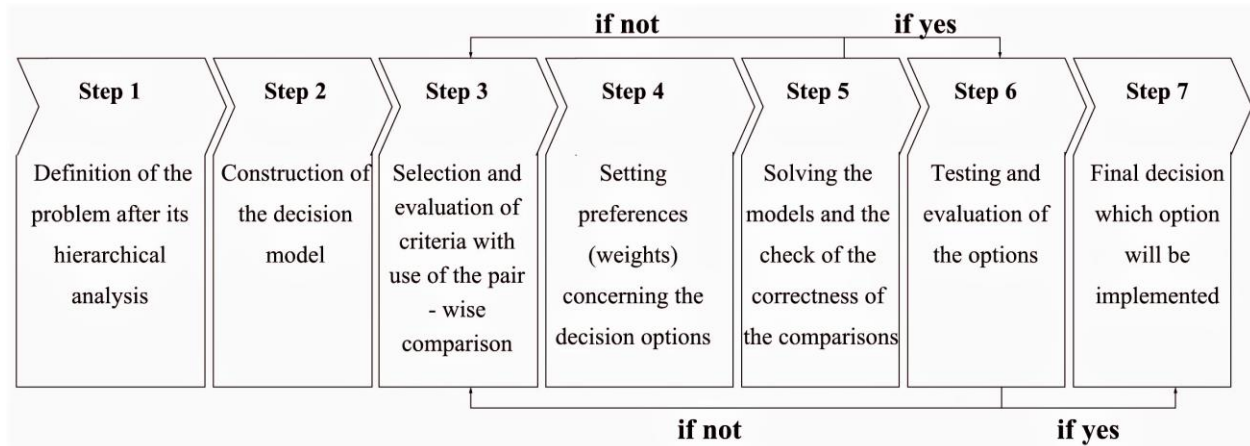 if not
if yes
Step 1
Definition of the
problem after its
hierarchical
analysis
Step 2
Construction of
the decision
model
Step 3
Selection and
evaluation of
criteria with
use of the pair
- wise
comparison
Step 4
Setting
preferences
(weights)
concerning the
decision options
Step 5
Solving the
models and the
check of the
correctness of
the comparisons
Step 6
Testing and
evaluation of
the options
Step 7
Final decision
which option
will be
implemented
if not
if yes